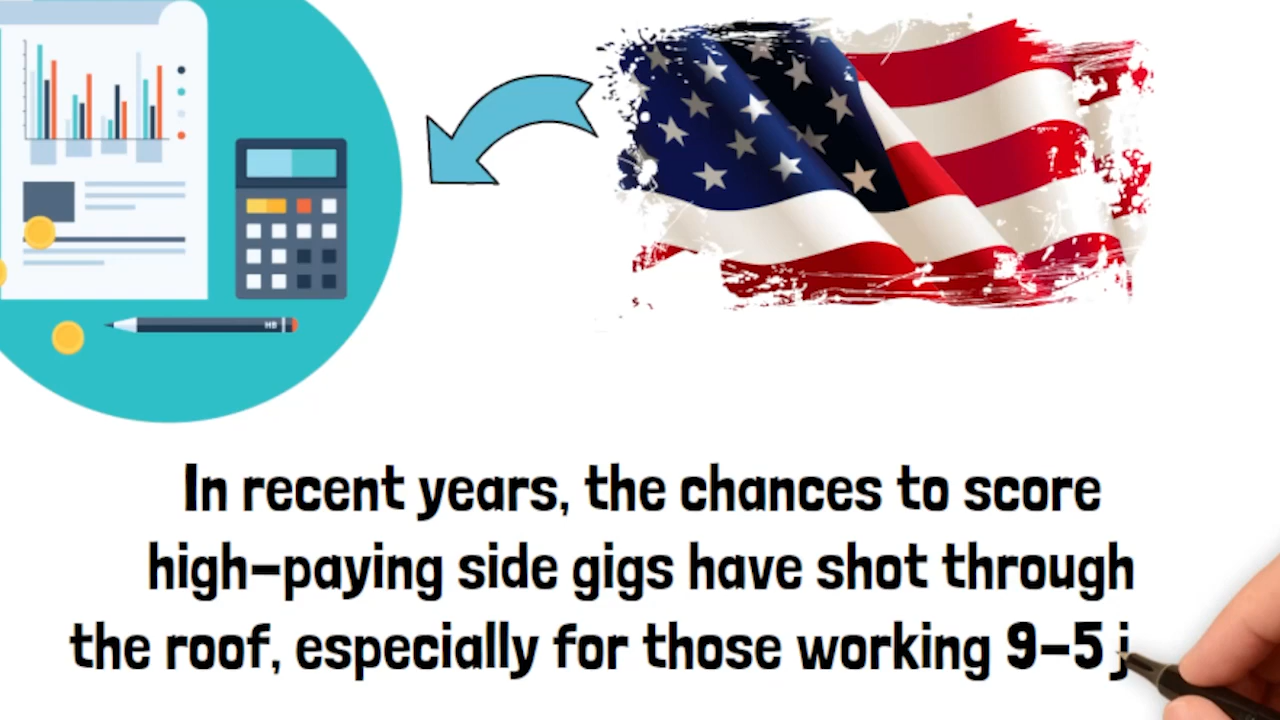 HB
In recent years, the chances to score
high-paying side gigs have shot through
the roof, especially for those working 9-5 j